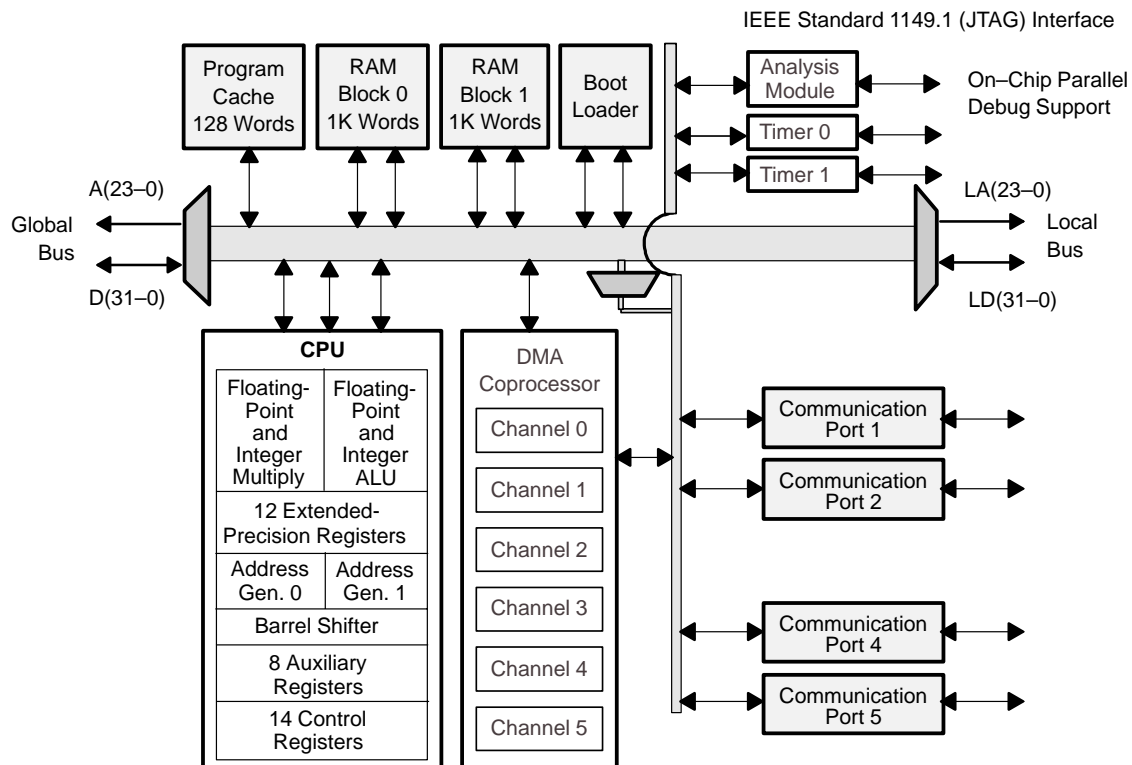 IEEE Standard 1149.1 (JTAG) Interface
Program
Cache
128 Words
RAM
Block 0
1K Words
RAM
Block 1
1K Words
Boot
Loader
Analysis
Module
On–Chip Parallel
Debug Support
Timer 0
Timer 1
A(23–0)
Global
Bus
D(31–0)
LA(23–0)
Local
Bus
LD(31–0)
CPU
Floating-
Point
and
Integer
Multiply
Floating-
Point and
Integer
ALU
12 Extended-
Precision Registers
Address
Gen. 0
Address
Gen. 1
Barrel Shifter
8 Auxiliary
Registers
14 Control
Registers
DMA
Coprocessor
Channel 0
Channel 1
Channel 2
Channel 3
Channel 4
Channel 5
Communication
Port 1
Communication
Port 2
Communication
Port 4
Communication
Port 5